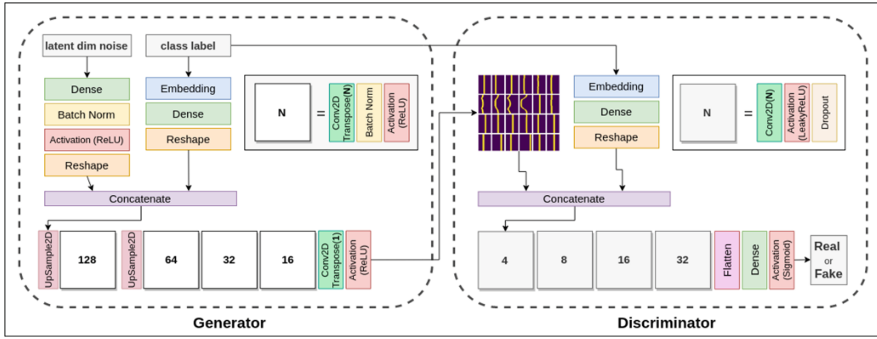 latent dim noise
class label
Dense
Batch Norm
Activation (ReLU)
Reshape
Embedding
Dense
Reshape
N
=
Conv2D
Transpose(N)
Batch Norm
Activation
(ReLU)
Concatenate
UpSample2D
128
UpSample2D
64
32
16
Conv2D
Transpose(1)
Activation
(ReLU)
Generator
Embedding
Dense
Reshape
N
=
Conv2D(N)
Activation
(LeakyReLU)
Dropout
Concatenate
4
8
16
32
Flatten
Dense
Activation
(Sigmoid)
Real
or
Fake
Discriminator